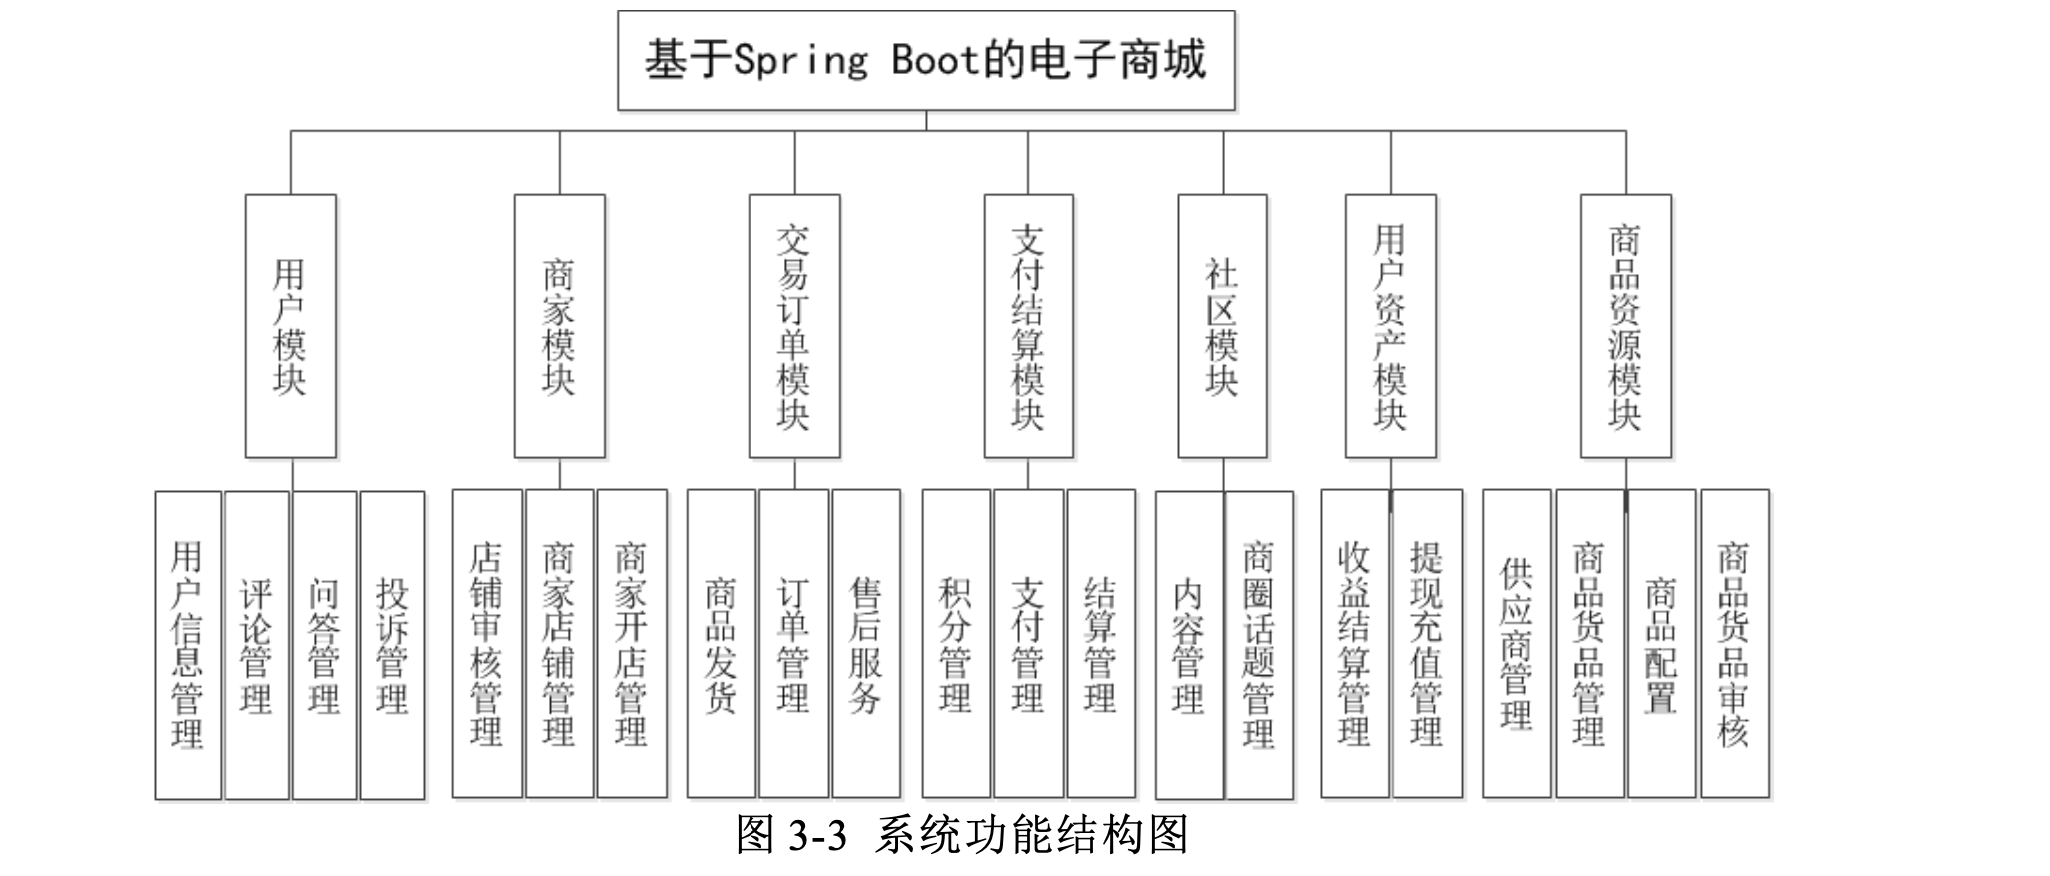 基于Spring Boot的电子商城
用户模块
商家模块
交易订单模块
支付结算模块
社区模块
用户资产模块
商品资源模块
用户信息管理
评论管理
问答管理
投诉管理
店铺审核管理
商家店铺管理
商家开店管理
商品发货
订单管理
售后服务
积分管理
支付管理
结算管理
内容管理
商圈话题管理
收益结算管理
提现充值管理
供应商管理
商品货品管理
商品配置
商品货品审核
图 3-3 系统功能结构图